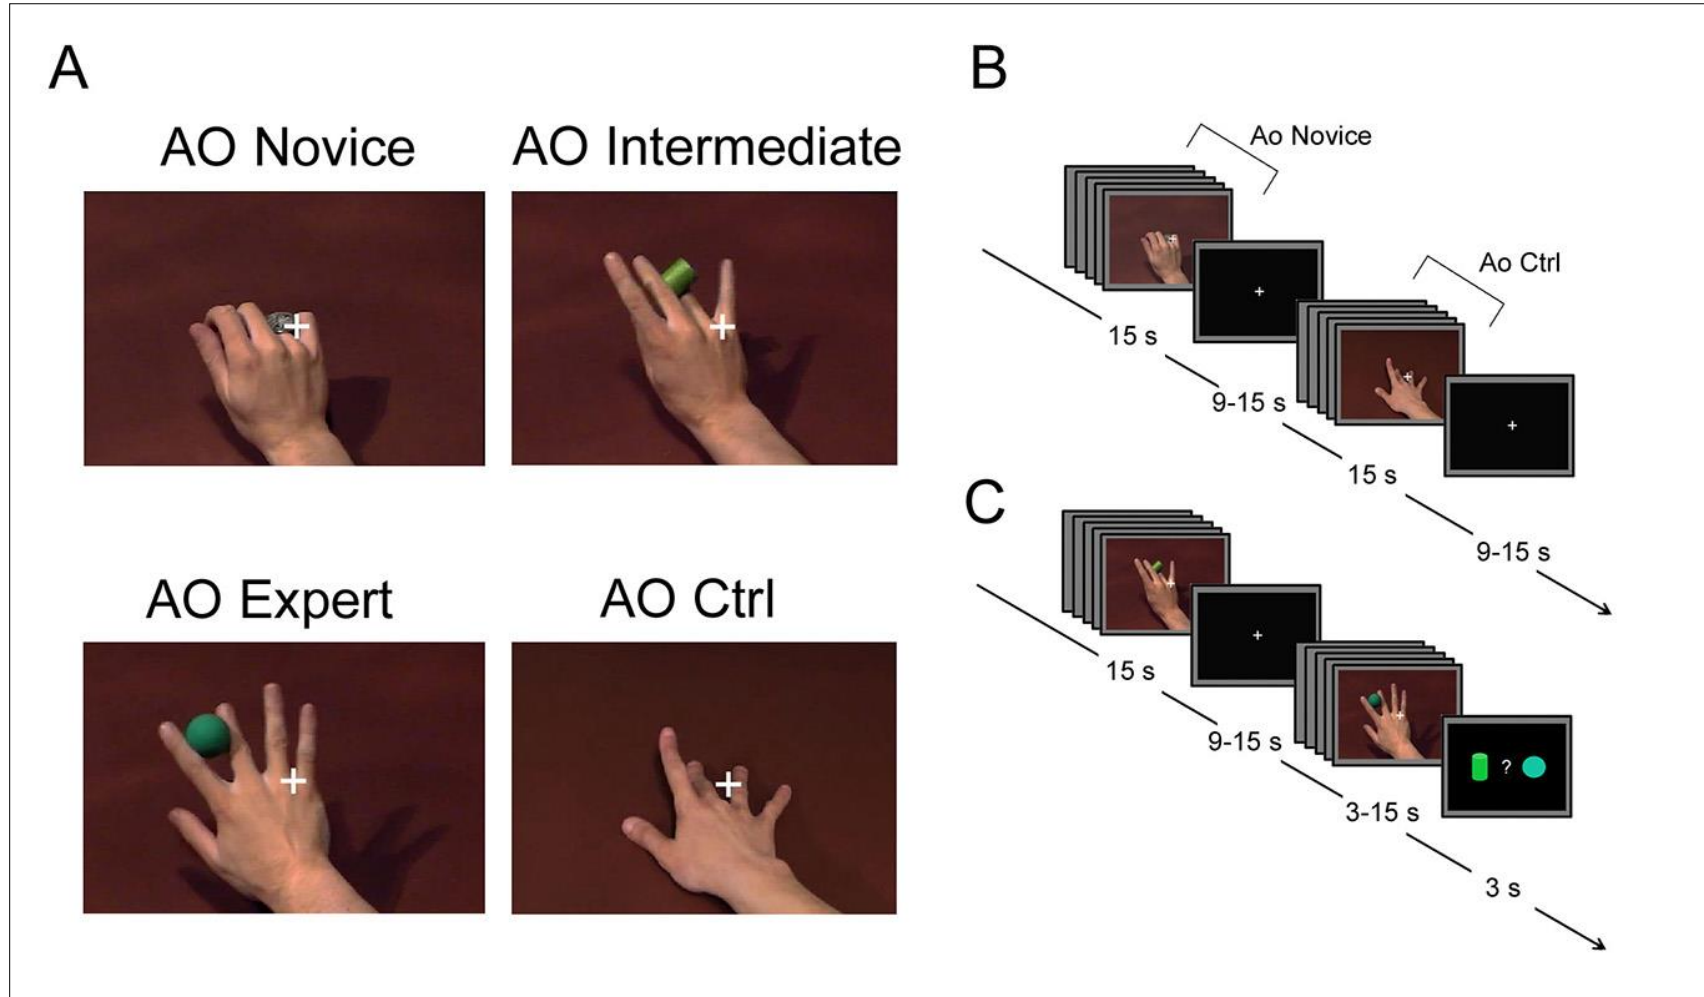 A
AO Novice
AO Intermediate
AO Expert
AO Ctrl
B
Ao Novice
Ao Ctrl
15 s
9-15 s
15 s
9-15 s
C
15 s
9-15 s
3-15 s
?
3 s